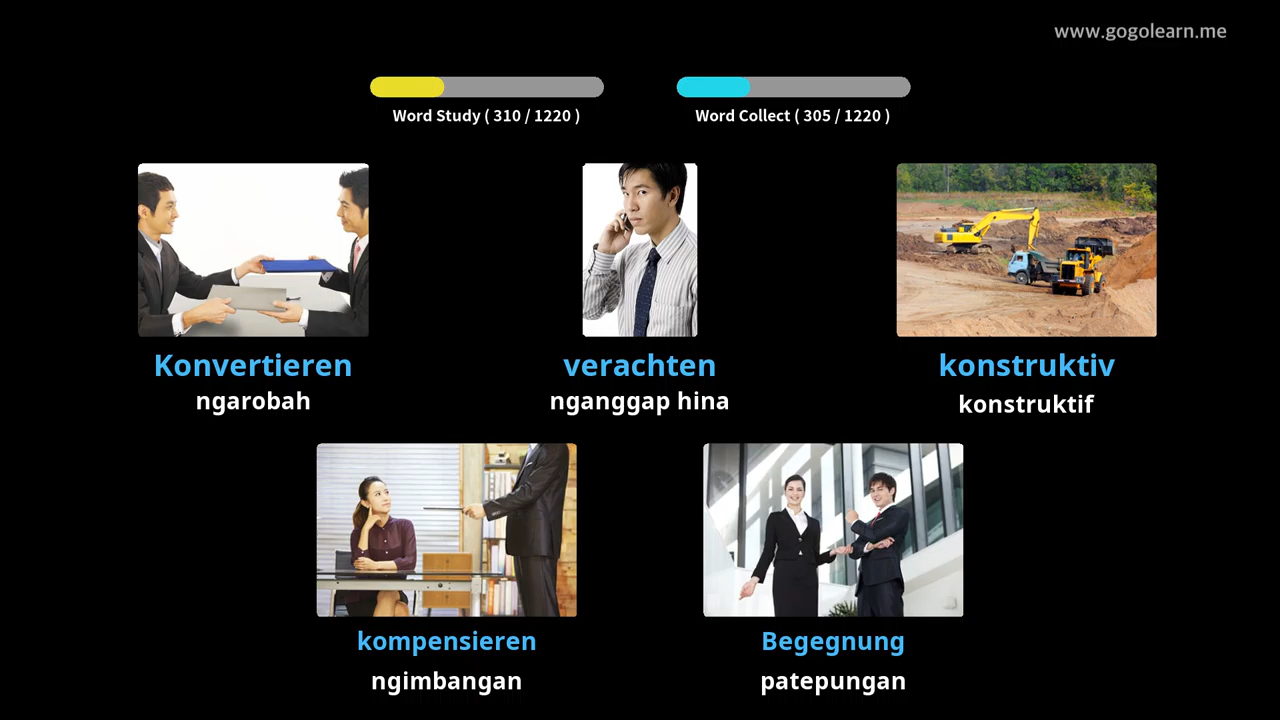 www.gogolearn.me
Word Study ( 310 / 1220 )
Word Collect ( 305 / 1220 )
Konvertieren
ngarobah
verachten
nganggap hina
konstruktiv
konstruktif
kompensieren
ngimbangan
Begegnung
patepungan